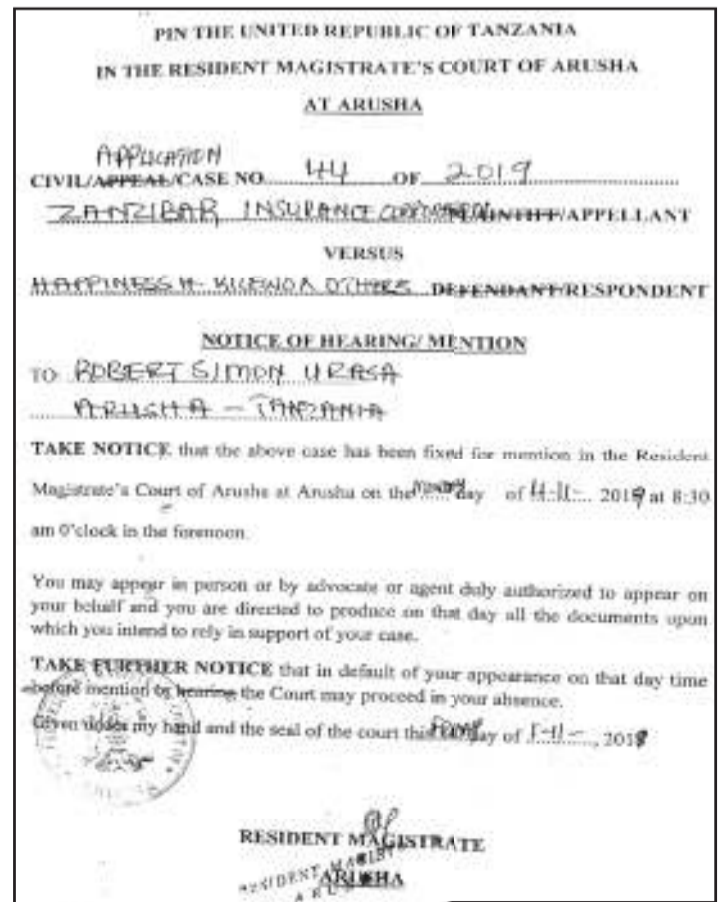 PIN THE UNITED REPUBLIC OF TANZANIA
IN THE RESIDENT MAGISTRATE'S COURT OF ARUSHA
AT ARUSHA
APPLICATION
CIVIL/APPEAL/CASE NO. 44 OF 2019
ZANZIBAR INSURANCE CORPORATION PLAINTIFF/APPELLANT
VERSUS
HAPPINESS H. & OTHERS DEFENDANT/RESPONDENT
NOTICE OF HEARING/ MENTION
TO ROBERT SIMON URASA
ARUSHA – TANZANIA
TAKE NOTICE that the above case has been fixed for mention in the Resident
Magistrate's Court of Arusha at Arusha on the day of 2019 at 8:30
am 0'clock in the forenoon.
You may appear in person or by advocate or agent duly authorized to appear on
your behalf and you are directed to produce on that day all the documents upon
which you intend to rely in support of your case.
TAKE FURTHER NOTICE that in default of your appearance on that day time
before mention or hearing the Court may proceed in your absence.
Given under my hand and the seal of the court this day of , 2019
RESIDENT MAGISTRATE
ARUSHA